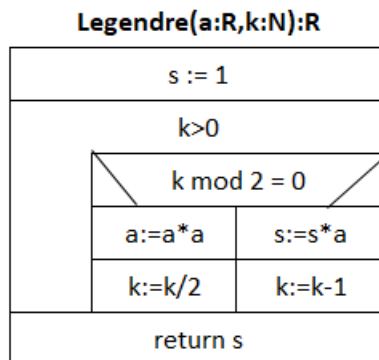 Legendre(a:R,k:N):R
s := 1
k>0
k mod 2 = 0
a:=a*a s:=s*a
k:=k/2 k:=k-1
return s